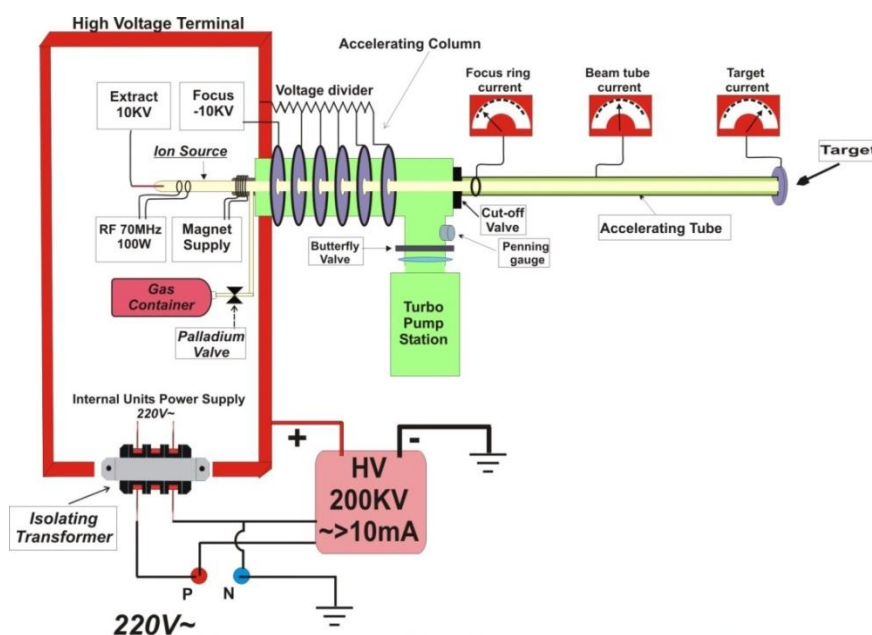 High Voltage Terminal
Accelerating Column
Extract
10KV
Focus
-10KV
Voltage divider
Focus ring
current
Beam tube
current
Target
current
Ion Source
Target
RF 70MHz
100W
Magnet
Supply
Cut-off
Valve
Accelerating Tube
Butterfly
Valve
Penning
gauge
Gas
Container
Palladium
Valve
Turbo
Pump
Station
Internal Units Power Supply
220V~
+
-
HV
200KV
~>10mA
Isolating
Transformer
P
N
220V~